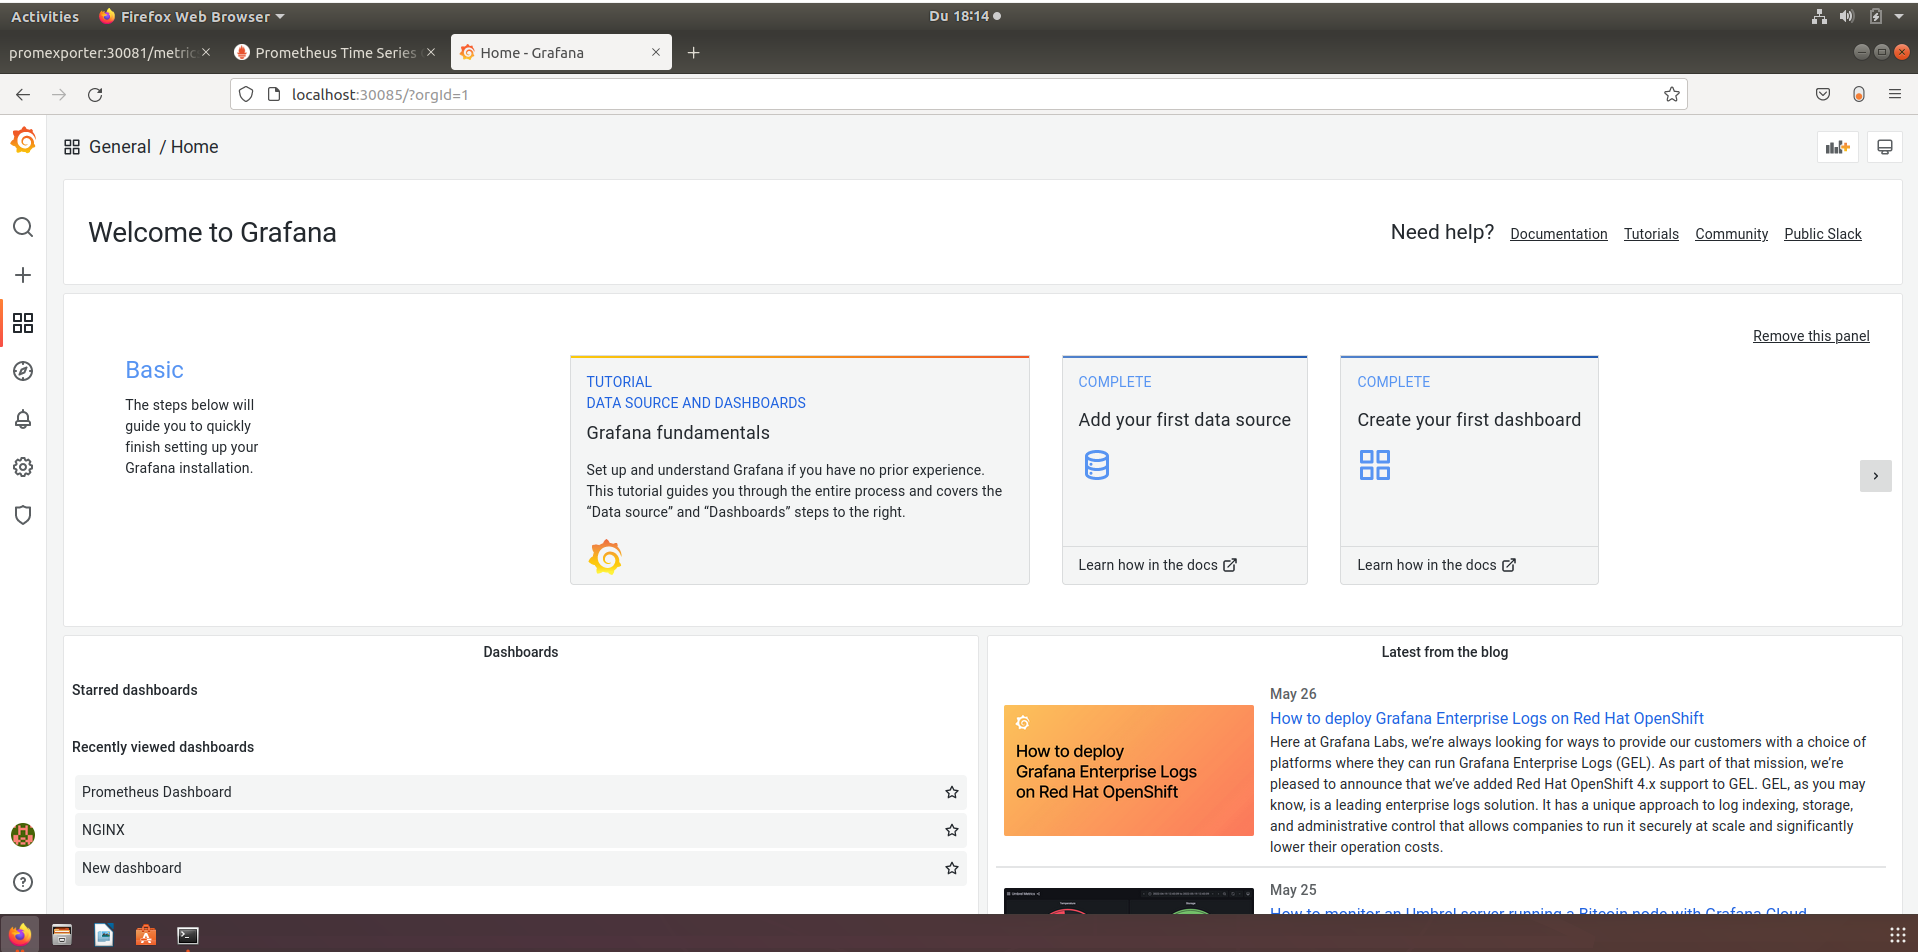 Activities Firefox Web Browser Du 18:14
promexporter:30081/metric Prometheus Time Series Home - Grafana
localhost:30085/?orgId=1
General / Home
Welcome to Grafana
Need help? Documentation Tutorials Community Public Slack
Remove this panel
Basic
The steps below will
guide you to quickly
finish setting up your
Grafana installation.
TUTORIAL
DATA SOURCE AND DASHBOARDS
Grafana fundamentals
Set up and understand Grafana if you have no prior experience.
This tutorial guides you through the entire process and covers the
“Data source” and “Dashboards” steps to the right.
COMPLETE
Add your first data source
Learn how in the docs
COMPLETE
Create your first dashboard
Learn how in the docs
Dashboards
Starred dashboards
Recently viewed dashboards
Prometheus Dashboard
NGINX
New dashboard
Latest from the blog
How to deploy
Grafana Enterprise Logs
on Red Hat OpenShift
May 26
How to deploy Grafana Enterprise Logs on Red Hat OpenShift
Here at Grafana Labs, we’re always looking for ways to provide our customers with a choice of
platforms where they can run Grafana Enterprise Logs (GEL). As part of that mission, we’re
pleased to announce that we’ve added Red Hat OpenShift 4.x support to GEL. GEL, as you may
know, is a leading enterprise logs solution. It has a unique approach to log indexing, storage,
and administrative control that allows companies to run it securely at scale and significantly
lower their operation costs.
May 25
How to monitor an Umbrel server running a Bitcoin node with Grafana Cloud